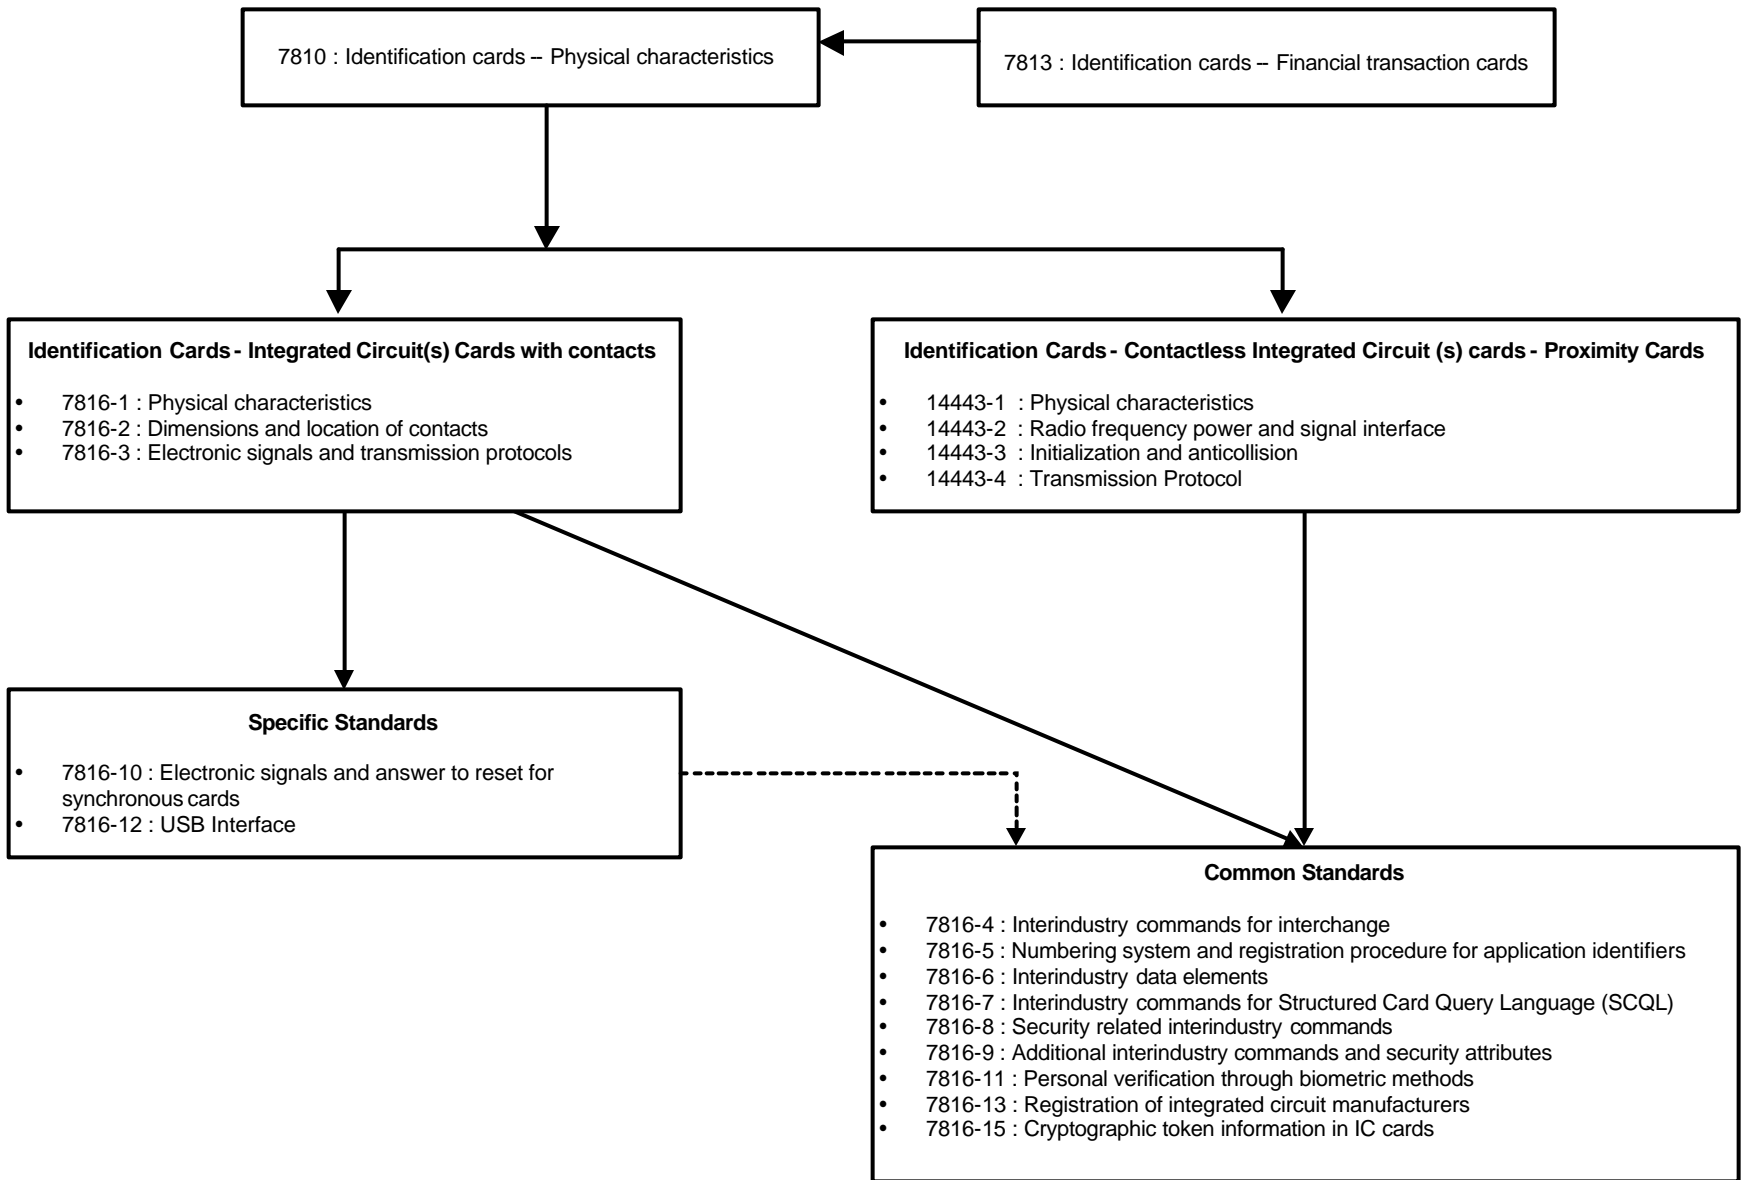 7810 : Identification cards – Physical characteristics
7813 : Identification cards – Financial transaction cards
Identification Cards - Integrated Circuit(s) Cards with contacts
• 7816-1 : Physical characteristics
• 7816-2 : Dimensions and location of contacts
• 7816-3 : Electronic signals and transmission protocols
Identification Cards - Contactless Integrated Circuit (s) cards - Proximity Cards
• 14443-1 : Physical characteristics
• 14443-2 : Radio frequency power and signal interface
• 14443-3 : Initialization and anticollision
• 14443-4 : Transmission Protocol
Specific Standards
• 7816-10 : Electronic signals and answer to reset for
synchronous cards
• 7816-12 : USB Interface
Common Standards
• 7816-4 : Interindustry commands for interchange
• 7816-5 : Numbering system and registration procedure for application identifiers
• 7816-6 : Interindustry data elements
• 7816-7 : Interindustry commands for Structured Card Query Language (SCQL)
• 7816-8 : Security related interindustry commands
• 7816-9 : Additional interindustry commands and security attributes
• 7816-11 : Personal verification through biometric methods
• 7816-13 : Registration of integrated circuit manufacturers
• 7816-15 : Cryptographic token information in IC cards